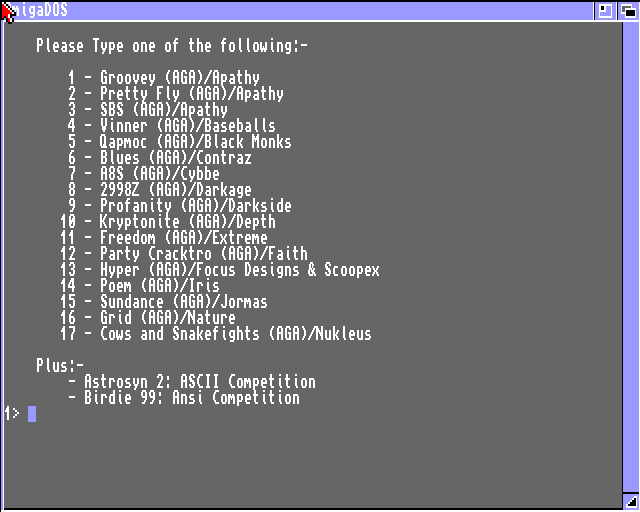 AmigaDOS
Please Type one of the following:-
1 - Groovey (AGA)/Apathy
2 - Pretty Fly (AGA)/Apathy
3 - SBS (AGA)/Apathy
4 - Vinner (AGA)/Baseballs
5 - Qapmoc (AGA)/Black Monks
6 - Blues (AGA)/Contraz
7 - A8S (AGA)/Cybbe
8 - 2998Z (AGA)/Darkage
9 - Profanity (AGA)/Darkside
10 - Kryptonite (AGA)/Depth
11 - Freedom (AGA)/Extreme
12 - Party Cracktro (AGA)/Faith
13 - Hyper (AGA)/Focus Designs & Scoopex
14 - Poem (AGA)/Iris
15 - Sundance (AGA)/Jormas
16 - Grid (AGA)/Nature
17 - Cows and Snakefights (AGA)/Nukleus
Plus:-
- Astrosyn 2: ASCII Competition
- Birdie 99: Ansi Competition
1>